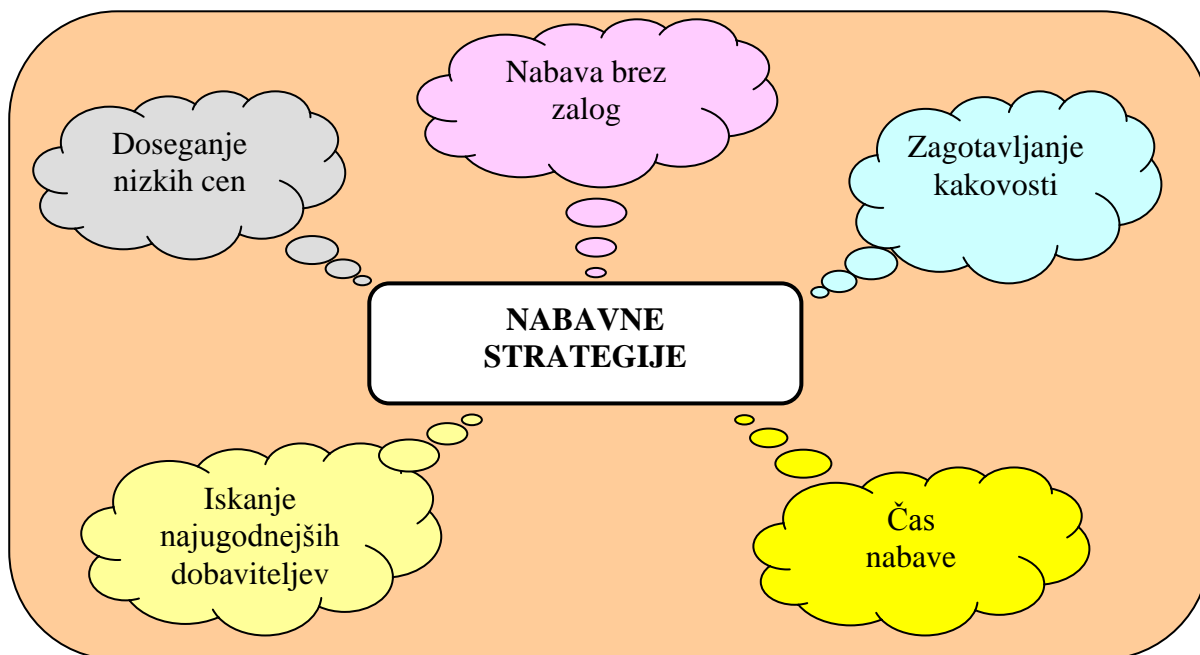 Nabava brez
zalog
Doseganje
nizkih cen
Zagotavljanje
kakovosti
NABAVNE
STRATEGIJE
Iskanje
najugodnejših
dobaviteljev
Čas
nabave